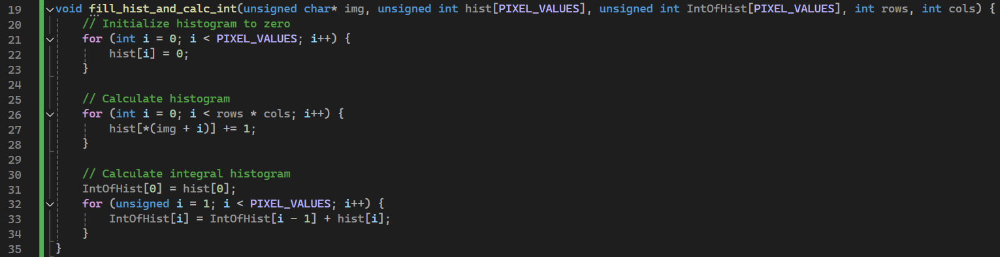 19 void fill_hist_and_calc_int(unsigned char* img, unsigned int hist[PIXEL_VALUES], unsigned int IntOfHist[PIXEL_VALUES], int rows, int cols) {
20     // Initialize histogram to zero
21     for (int i = 0; i < PIXEL_VALUES; i++) {
22         hist[i] = 0;
23     }
24
25     // Calculate histogram
26     for (int i = 0; i < rows * cols; i++) {
27         hist[*(img + i)] += 1;
28     }
29
30     // Calculate integral histogram
31     IntOfHist[0] = hist[0];
32     for (unsigned i = 1; i < PIXEL_VALUES; i++) {
33         IntOfHist[i] = IntOfHist[i - 1] + hist[i];
34     }
35 }